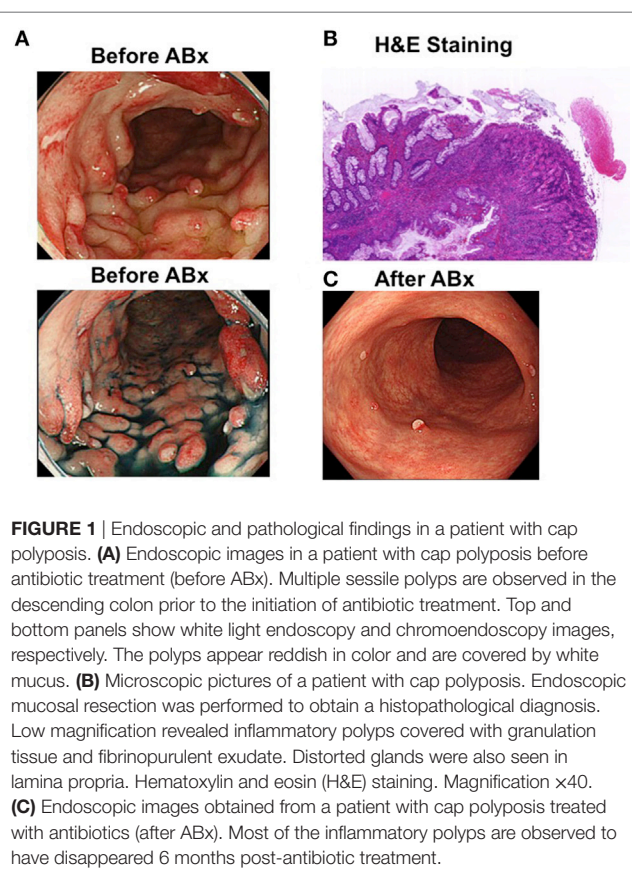 A
Before ABx
B
H&E Staining
Before ABx
C
After ABx
FIGURE 1 | Endoscopic and pathological findings in a patient with cap
polyposis. (A) Endoscopic images in a patient with cap polyposis before
antibiotic treatment (before ABx). Multiple sessile polyps are observed in the
descending colon prior to the initiation of antibiotic treatment. Top and
bottom panels show white light endoscopy and chromoendoscopy images,
respectively. The polyps appear reddish in color and are covered by white
mucus. (B) Microscopic pictures of a patient with cap polyposis. Endoscopic
mucosal resection was performed to obtain a histopathological diagnosis.
Low magnification revealed inflammatory polyps covered with granulation
tissue and fibrinopurulent exudate. Distorted glands were also seen in
lamina propria. Hematoxylin and eosin (H&E) staining. Magnification ×40.
(C) Endoscopic images obtained from a patient with cap polyposis treated
with antibiotics (after ABx). Most of the inflammatory polyps are observed to
have disappeared 6 months post-antibiotic treatment.